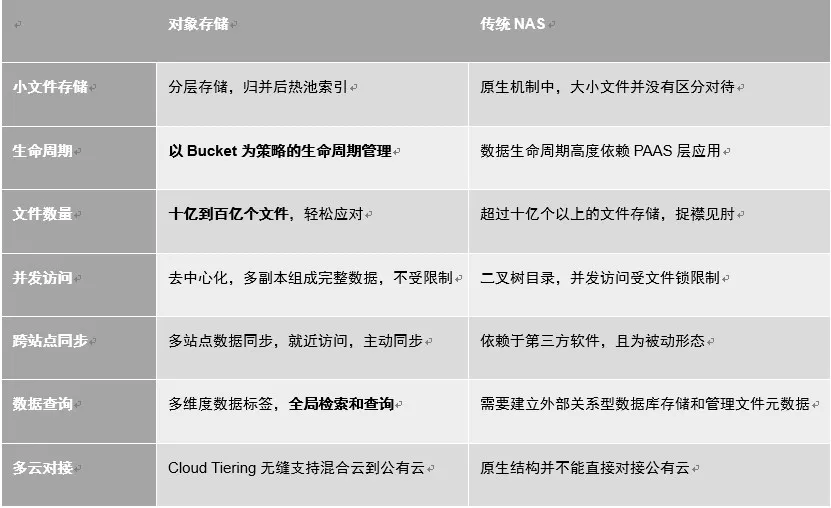 对象存储 传统 NAS
小文件存储 分层存储，归并后热池索引 原生机制中，大小文件并没有区分对待
生命周期 以 Bucket 为策略的生命周期管理 数据生命周期高度依赖 PAAS 层应用
文件数量 十亿到百亿个文件，轻松应对 超过十亿个以上的文件存储，捉襟见肘
并发访问 去中心化，多副本组成完整数据，不受限制 二叉树目录，并发访问受文件锁限制
跨站点同步 多站点数据同步，就近访问，主动同步 依赖于第三方软件，且为被动形态
数据查询 多维度数据标签，全局检索和查询 需要建立外部关系型数据库存储和管理文件元数据
多云对接 Cloud Tiering 无缝支持混合云到公有云 原生结构并不能直接对接公有云